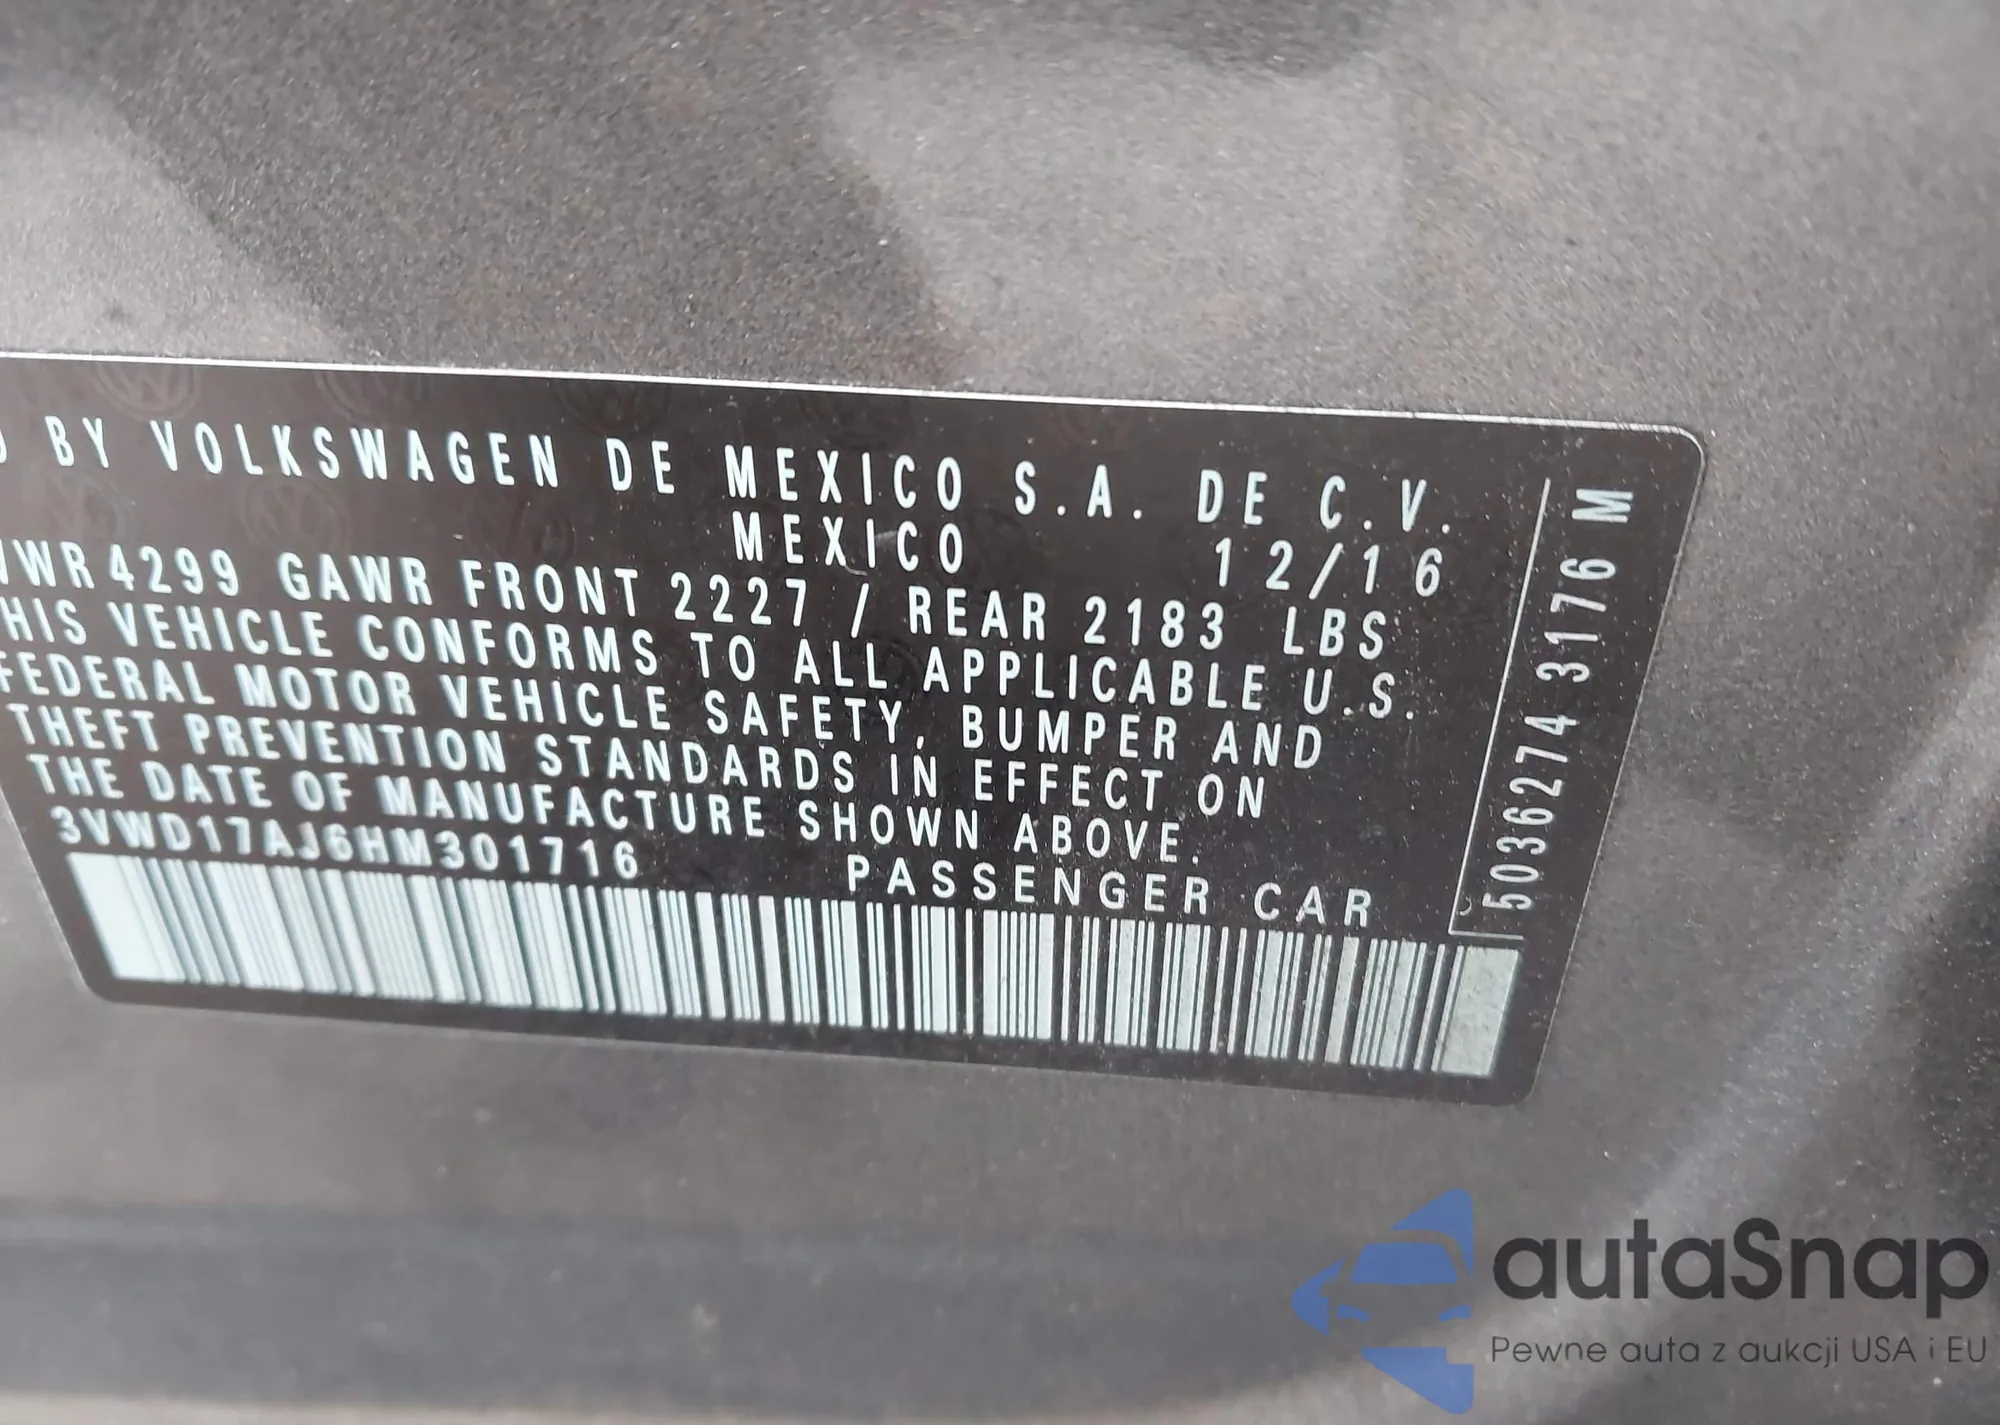 BY VOLKSWAGEN DE MEXICO S.A. DE C.V.
MEXICO 12/16
VWR 4299 GAWR FRONT 2227 / REAR 2183 LBS
HIS VEHICLE CONFORMS TO ALL APPLICABLE U.S.
FEDERAL MOTOR VEHICLE SAFETY, BUMPER AND
THEFT PREVENTION STANDARDS IN EFFECT ON
THE DATE OF MANUFACTURE SHOWN ABOVE.
3VWD17AJ6HM301716 PASSENGER CAR
5036274 3176 M
autaSnap
Pewne auta z aukcji USA i EU